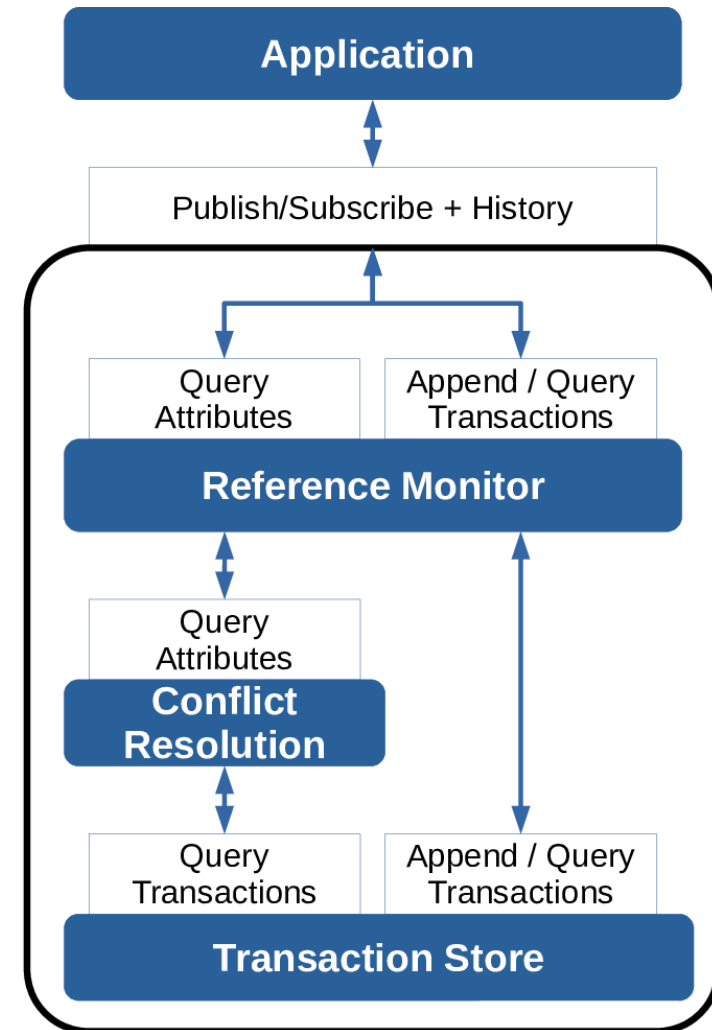 Application
Publish/Subscribe + History
Query
Attributes
Append / Query
Transactions
Reference Monitor
Query
Attributes
Conflict
Resolution
Query
Transactions
Append / Query
Transactions
Transaction Store